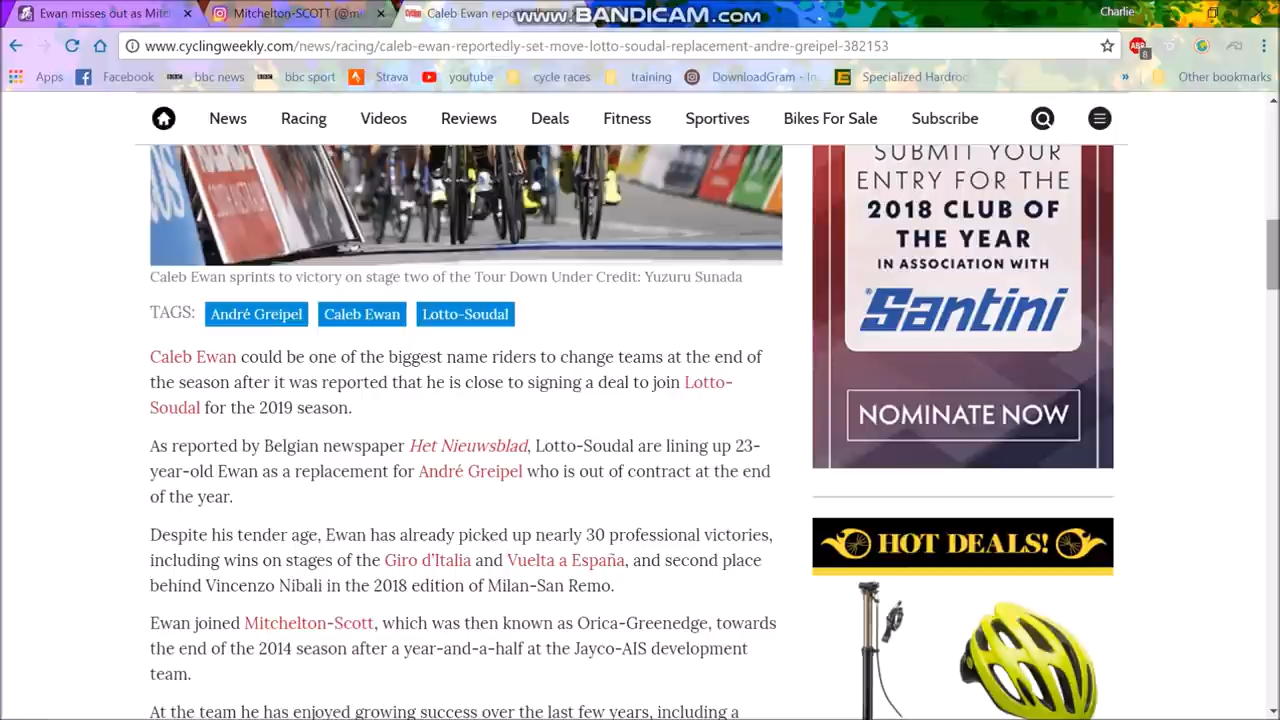 Ewan misses out as Mitch
Mitchelton-SCOTT (@m
Caleb Ewan rep
www.BANDICAM.com
Charlie
www.cyclingweekly.com/news/racing/caleb-ewan-reportedly-set-move-lotto-soudal-replacement-andre-greipel-382153
ABP
8
Apps
Facebook
BBC
bbc news
BBC
bbc sport
Strava
youtube
cycle races
training
DownloadGram - In
Specialized Hardroc
»
Other bookmarks
News
Racing
Videos
Reviews
Deals
Fitness
Sportives
Bikes For Sale
Subscribe
SUBMIT YOUR
ENTRY FOR THE
2018 CLUB OF
THE YEAR
IN ASSOCIATION WITH
Santini
NOMINATE NOW
Caleb Ewan sprints to victory on stage two of the Tour Down Under Credit: Yuzuru Sunada
TAGS:
André Greipel
Caleb Ewan
Lotto-Soudal
Caleb Ewan could be one of the biggest name riders to change teams at the end of
the season after it was reported that he is close to signing a deal to join Lotto-
Soudal for the 2019 season.
As reported by Belgian newspaper Het Nieuwsblad, Lotto-Soudal are lining up 23-
year-old Ewan as a replacement for André Greipel who is out of contract at the end
of the year.
Despite his tender age, Ewan has already picked up nearly 30 professional victories,
including wins on stages of the Giro d'Italia and Vuelta a España, and second place
behind Vincenzo Nibali in the 2018 edition of Milan-San Remo.
Ewan joined Mitchelton-Scott, which was then known as Orica-Greenedge, towards
the end of the 2014 season after a year-and-a-half at the Jayco-AIS development
team.
At the team he has enjoyed growing success over the last few years, including a
HOT DEALS!